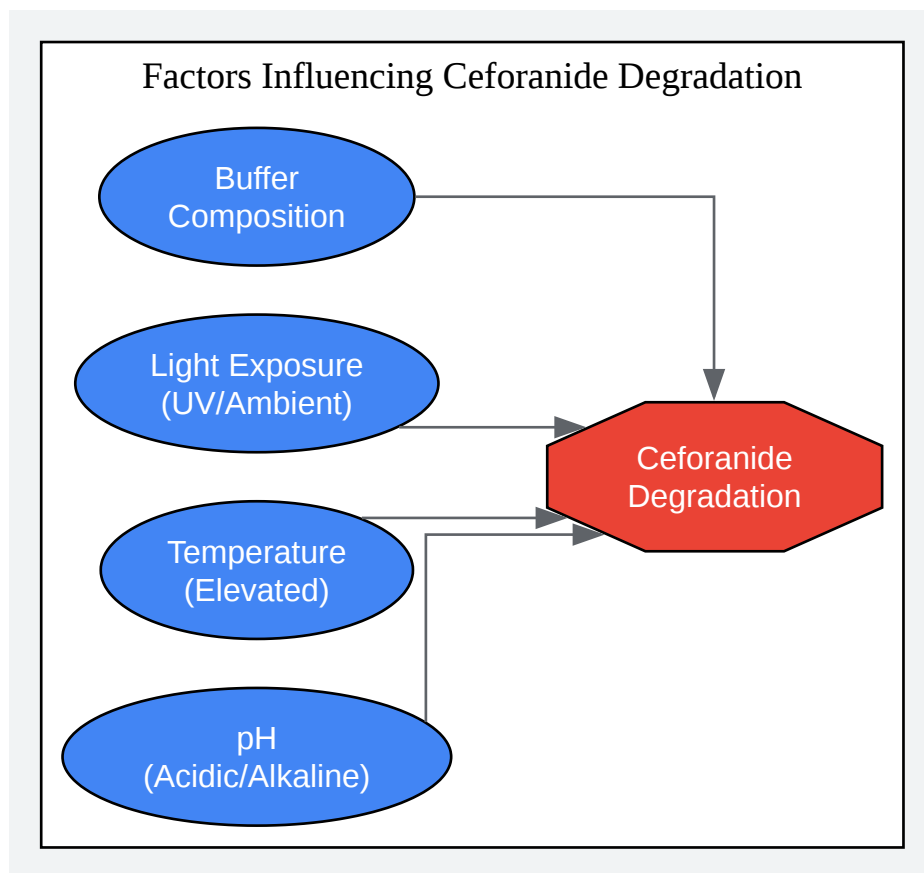 Factors Influencing Ceforanide Degradation
Buffer
Composition
Light Exposure
(UV/Ambient)
Ceforanide
Degradation
Temperature
(Elevated)
pH
(Acidic/Alkaline)